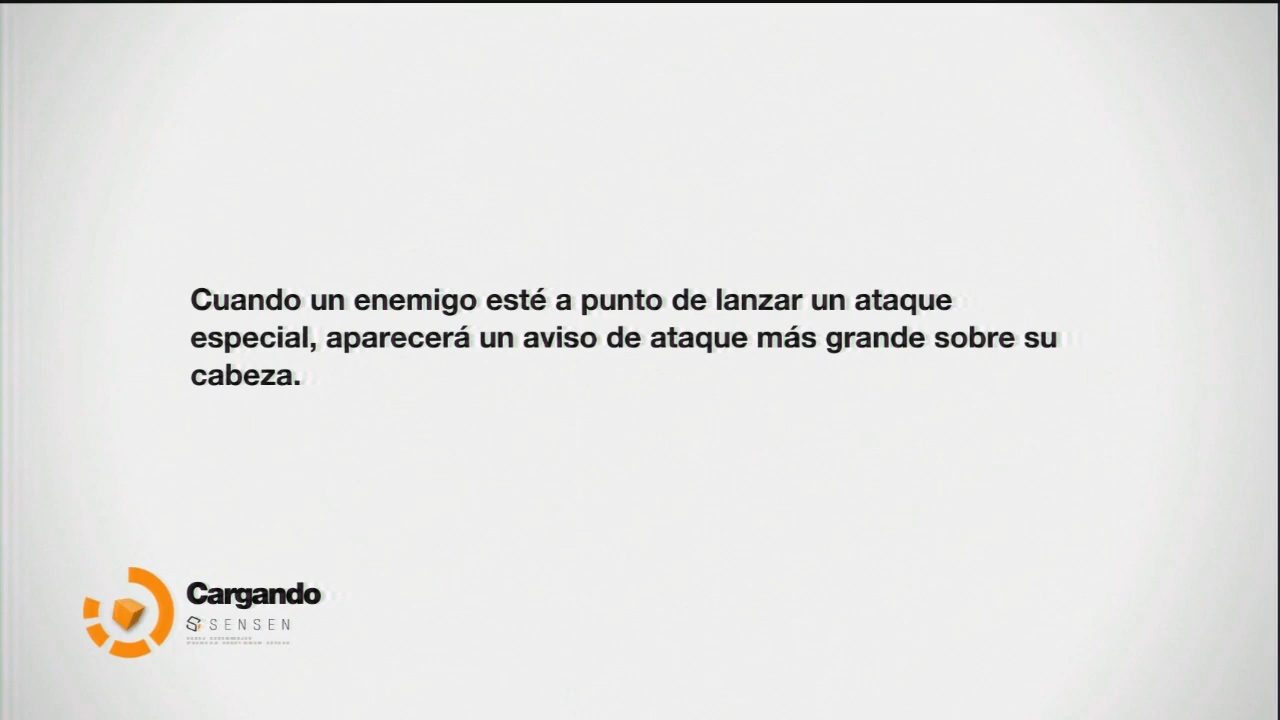 Cuando un enemigo esté a punto de lanzar un ataque
especial, aparecerá un aviso de ataque más grande sobre su
cabeza.
Cargando
SENSEN